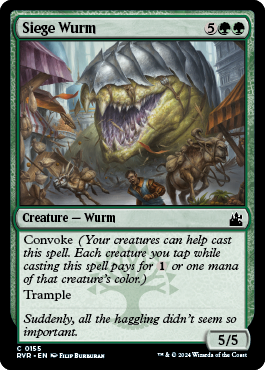 Siege Wurm 5
Creature — Wurm
Convoke (Your creatures can help cast
this spell. Each creature you tap while
casting this spell pays for 1 or one mana
of that creature's color.)
Trample
Suddenly, all the haggling didn't seem so
important.
5/5
C 0155
RVR • EN Filip Burburan
™ & © 2024 Wizards of the Coast